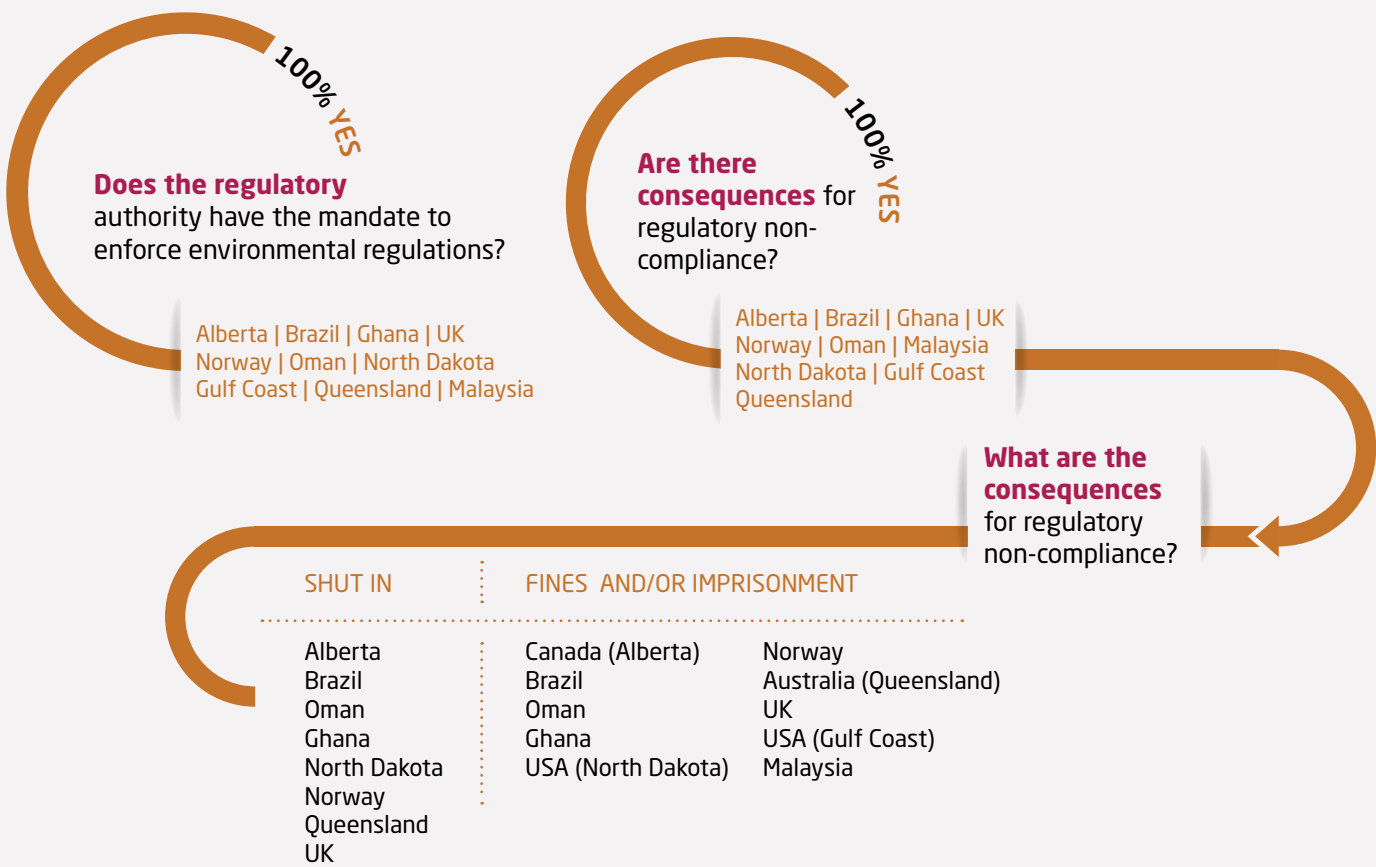 100% YES
Does the regulatory
authority have the mandate to
enforce environmental regulations?
Alberta | Brazil | Ghana | UK
Norway | Oman | North Dakota
Gulf Coast | Queensland | Malaysia
100% YES
Are there
consequences for
regulatory non-
compliance?
Alberta | Brazil | Ghana | UK
Norway | Oman | Malaysia
North Dakota | Gulf Coast
Queensland
What are the
consequences
for regulatory
non-compliance?
SHUT IN
Alberta
Brazil
Oman
Ghana
North Dakota
Norway
Queensland
UK
FINES AND/OR IMPRISONMENT
Canada (Alberta)
Brazil
Oman
Ghana
USA (North Dakota)
Norway
Australia (Queensland)
UK
USA (Gulf Coast)
Malaysia